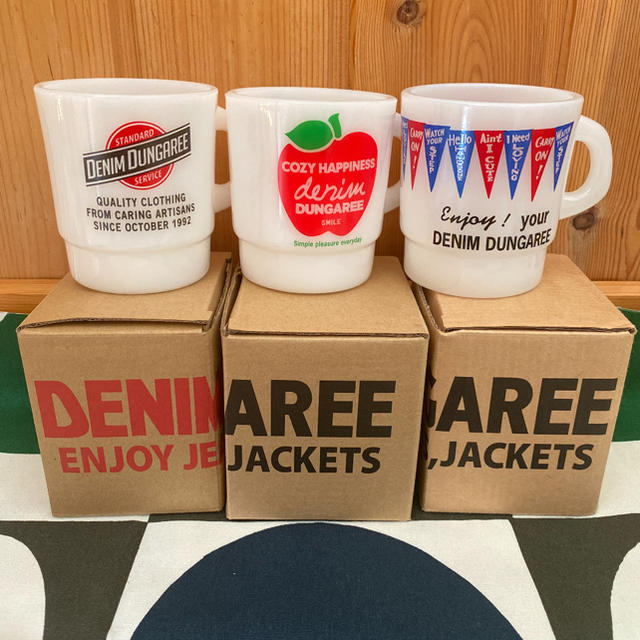 STANDARD
DENIM DUNGAREE
SERVICE
QUALITY CLOTHING
FROM CARING ARTISANS
SINCE OCTOBER 1992
COZY HAPPINESS
denim
DUNGAREE
SMILE
Simple pleasure everyday
CARRY ON!
WATCH YOUR STEP
Hello
Ain't I CUTE
I Need LOVING
CARRY ON!
Enjoy! your
DENIM DUNGAREE
DENIM
ENJOY JE
AREE
JACKETS
GAREE
,JACKETS